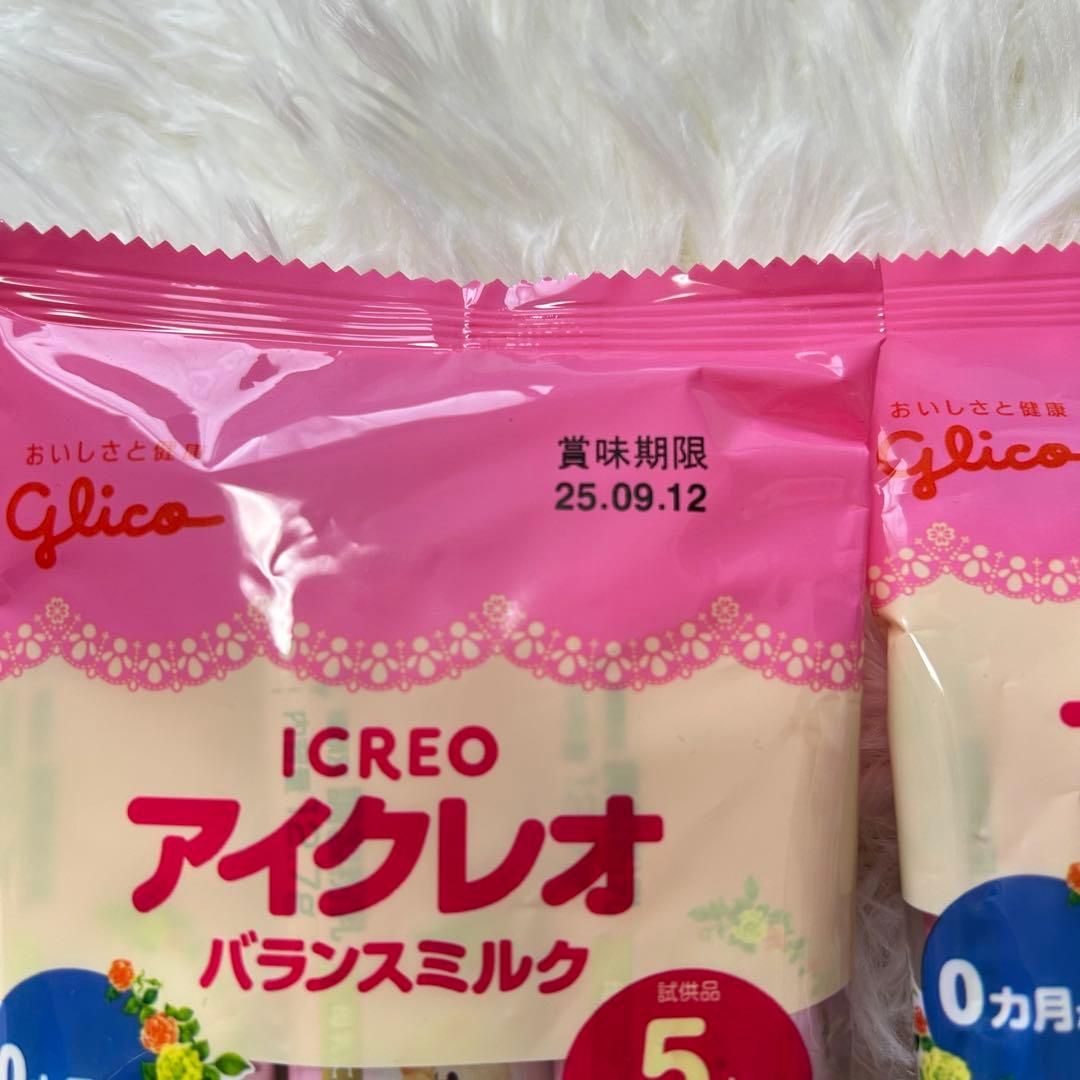 おいしさと健康
Glico
賞味期限
25.09.12
ICREO
アイクレオ
バランスミルク
試供品
5
おいしさと健康
Glico
0カ月